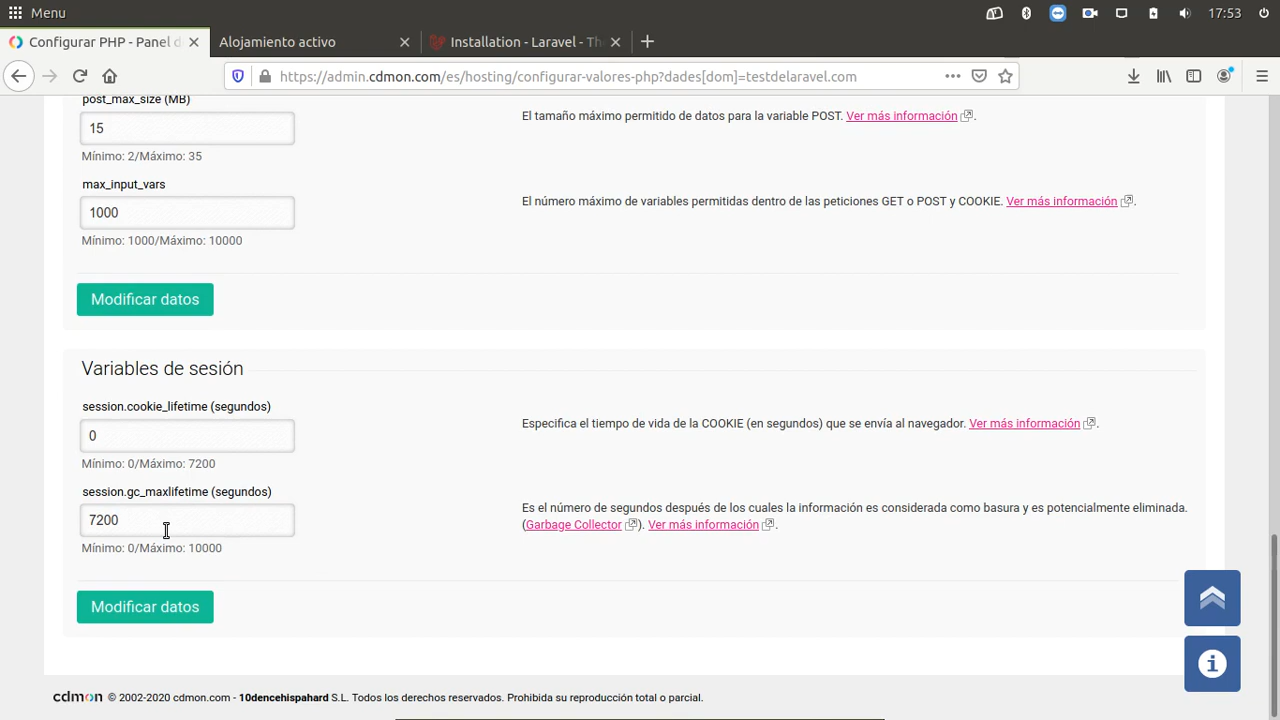 Menu
17:53
Configurar PHP - Panel d
Alojamiento activo
Installation - Laravel - Th
https://admin.cdmon.com/es/hosting/configurar-valores-php?dades[dom]=testdelaravel.com
post_max_size (MB)
15
El tamaño máximo permitido de datos para la variable POST. Ver más información.
Mínimo: 2/Máximo: 35
max_input_vars
1000
El número máximo de variables permitidas dentro de las peticiones GET o POST y COOKIE. Ver más información.
Mínimo: 1000/Máximo: 10000
Modificar datos
Variables de sesión
session.cookie_lifetime (segundos)
0
Especifica el tiempo de vida de la COOKIE (en segundos) que se envía al navegador. Ver más información.
Mínimo: 0/Máximo: 7200
session.gc_maxlifetime (segundos)
7200
Es el número de segundos después de los cuales la información es considerada como basura y es potencialmente eliminada.
(Garbage Collector). Ver más información.
Mínimo: 0/Máximo: 10000
Modificar datos
cdmon © 2002-2020 cdmon.com - 10dencehispahard S.L. Todos los derechos reservados. Prohibida su reproducción total o parcial.